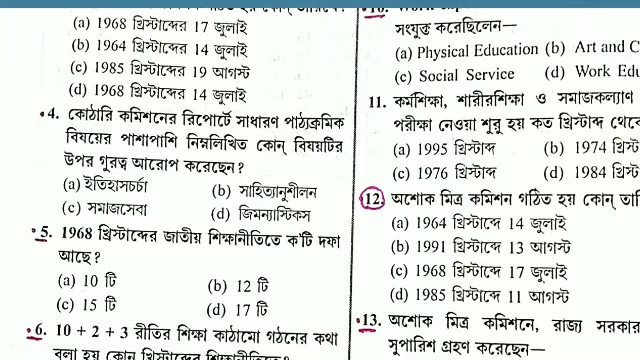 (a) 1968 খ্রিস্টাব্দের 17 জুলাই
(b) 1964 খ্রিস্টাব্দের 14 জুলাই
(c) 1985 খ্রিস্টাব্দের 19 আগস্ট
(d) 1968 খ্রিস্টাব্দের 14 জুলাই
4. কোঠারি কমিশনের রিপোর্টে সাধারণ পাঠ্যক্রমিক
বিষয়ের পাশাপাশি নিম্নলিখিত কোন্ বিষয়টির
উপর গুরত্ব আরোপ করেছেন?
(a) ইতিহাসচর্চা (b) সাহিত্যানুশীলন
(c) সমাজসেবা (d) জিমন্যাস্টিকস
5. 1968 খ্রিস্টাব্দের জাতীয় শিক্ষানীতিতে ক'টি দফা
আছে?
(a) 10 টি (b) 12 টি
(c) 15 টি (d) 17 টি
6. 10 + 2 + 3 রীতির শিক্ষা কাঠামো গঠনের কথা
বলা হয় কোন খ্রিস্টাব্দের শিক্ষানীতিতে?
সংযুক্ত করেছিলেন—
(a) Physical Education (b) Art and C
(c) Social Service (d) Work Edu
11. কর্মশিক্ষা, শারীরশিক্ষা ও সমাজকল্যাণ
পরীক্ষা নেওয়া শুরু হয় কত খ্রিস্টাব্দ থেকে
(a) 1995 খ্রিস্টাব্দ (b) 1974 খ্রিস্ট
(c) 1976 খ্রিস্টাব্দ (d) 1984 খ্রিস্ট
12. অশোক মিত্র কমিশন গঠিত হয় কোন্ তারি
(a) 1964 খ্রিস্টাব্দে 14 জুলাই
(b) 1991 খ্রিস্টাব্দে 13 আগস্ট
(c) 1968 খ্রিস্টাব্দে 17 জুলাই
(d) 1985 খ্রিস্টাব্দে 11 আগস্ট
13. অশোক মিত্র কমিশনে, রাজ্য সরকার
সুপারিশ গ্রহণ করেছেন—